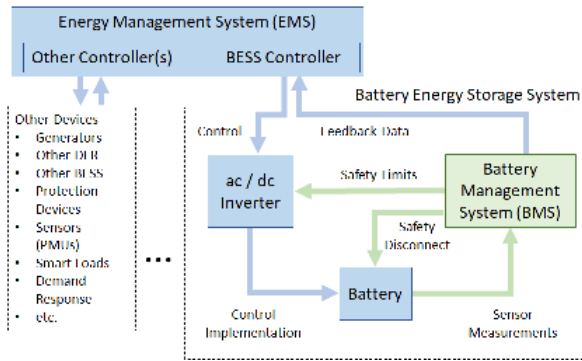 Energy Management System (EMS)
Other Controller(s)
BESS Controller
Battery Energy Storage System
Other Devices
• Generators
• Other DER
• Other BESS
• Protection
Devices
• Sensors
(PMUs)
• Smart Loads
• Demand
Response
• etc.
...
Control
Feedback Data
ac / dc
Inverter
Safety Limits
Battery
Management
System (BMS)
Safety
Disconnect
Battery
Control
Implementation
Sensor
Measurements